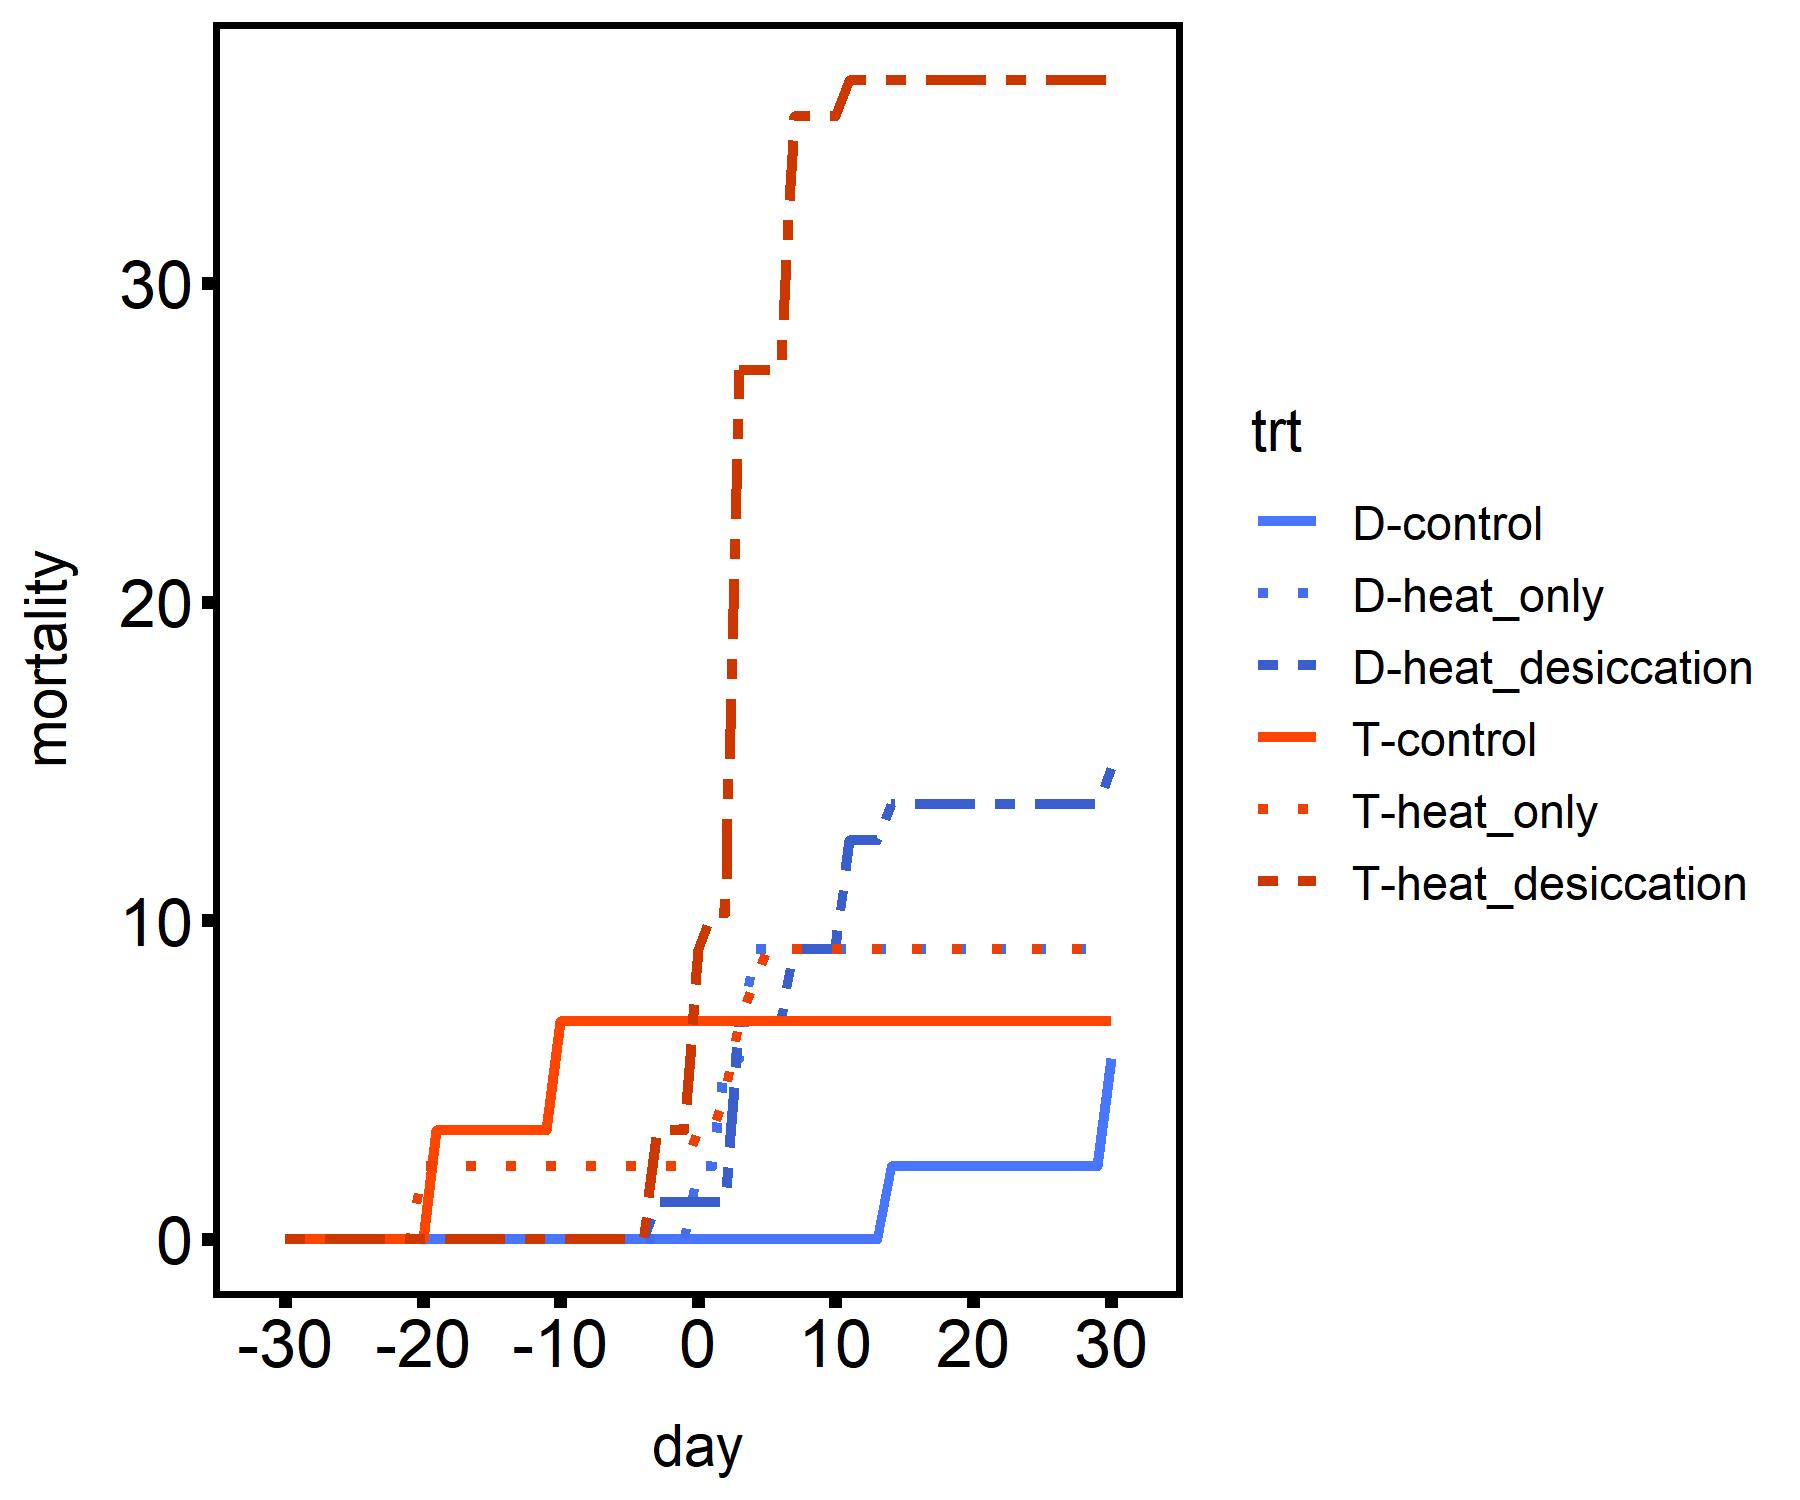 mortality
30
20
10
0
-30 -20 -10 0 10 20 30
day
trt
D-control
D-heat_only
D-heat_desiccation
T-control
T-heat_only
T-heat_desiccation